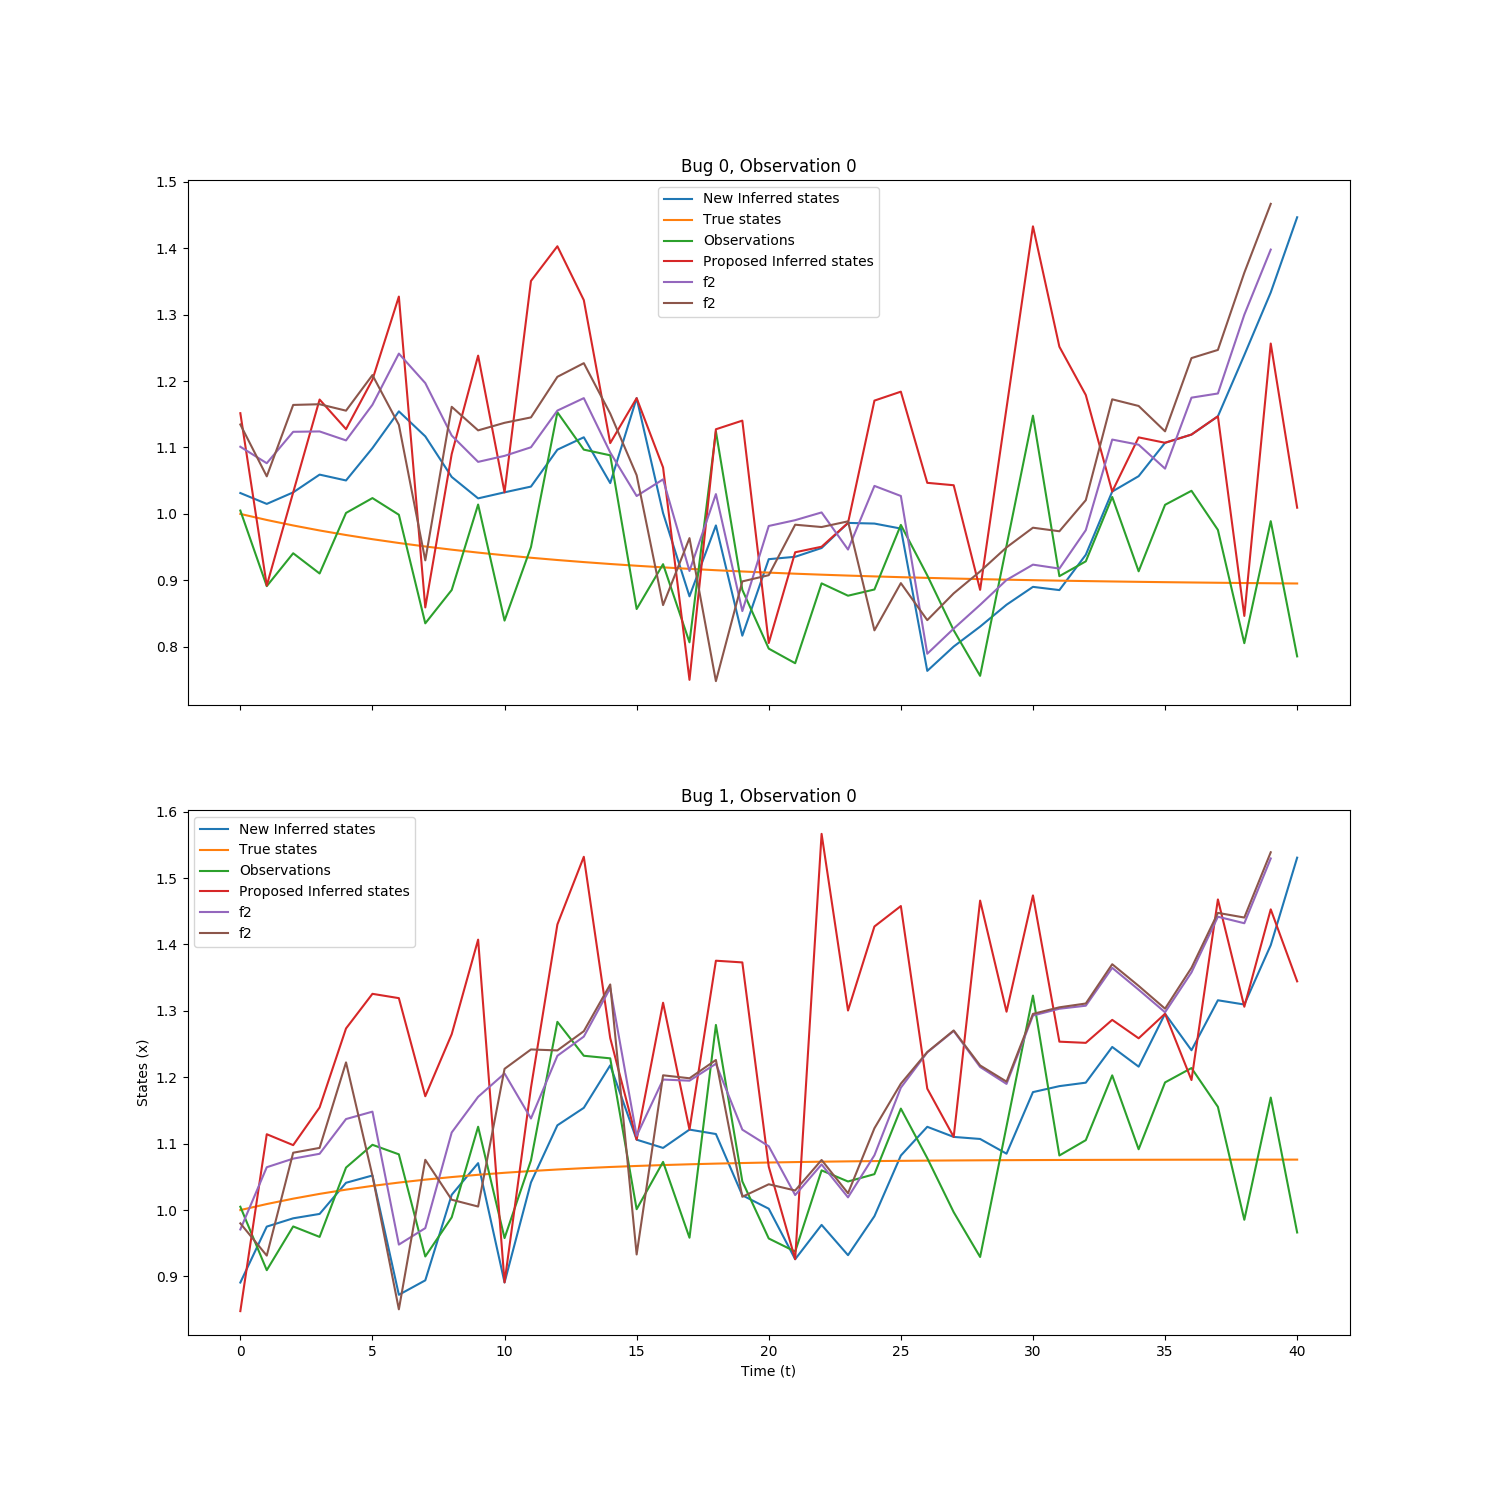 Bug 0, Observation 0
1.5
1.4
1.3
1.2
1.1
1.0
0.9
0.8
New Inferred states
True states
Observations
Proposed Inferred states
f2
f2
Bug 1, Observation 0
1.6
1.5
1.4
1.3
1.2
1.1
1.0
0.9
States (x)
New Inferred states
True states
Observations
Proposed Inferred states
f2
f2
0 5 10 15 20 25 30 35 40
Time (t)